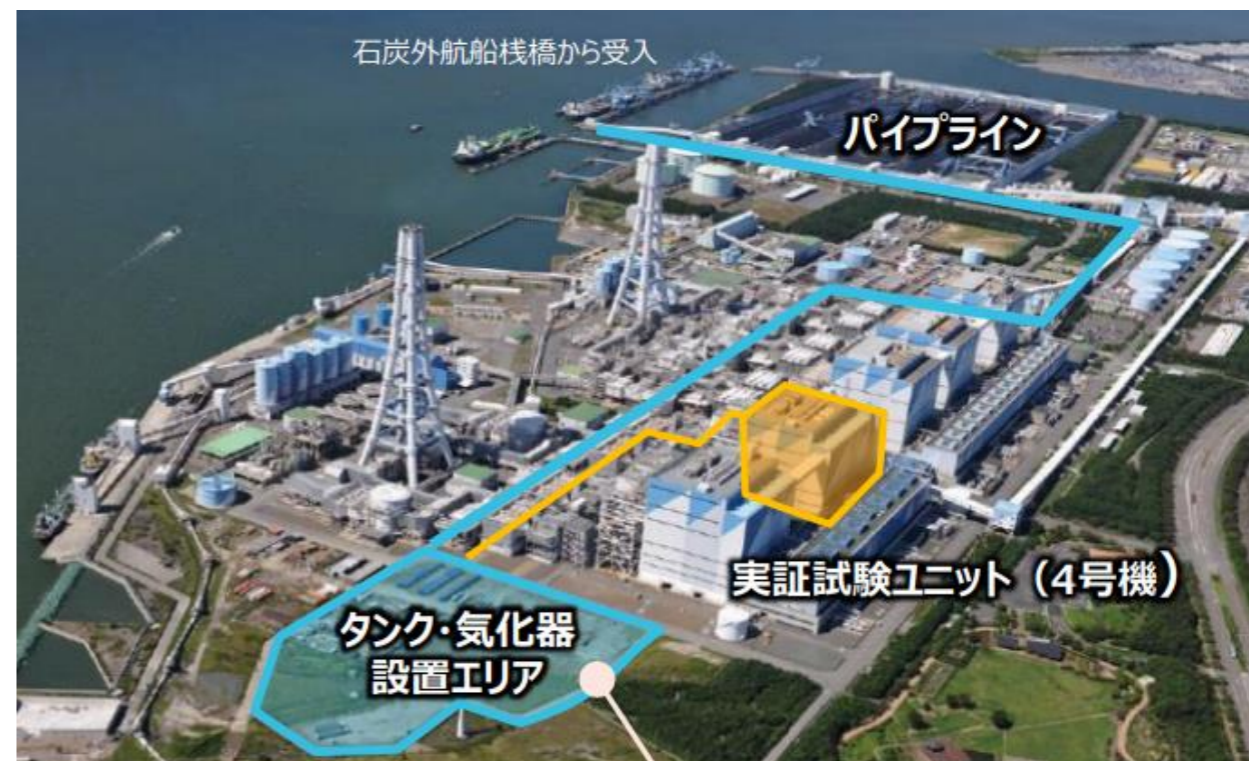 石炭外航船桟橋から受入
パイプライン
実証試験ユニット（4号機）
タンク・気化器
設置エリア